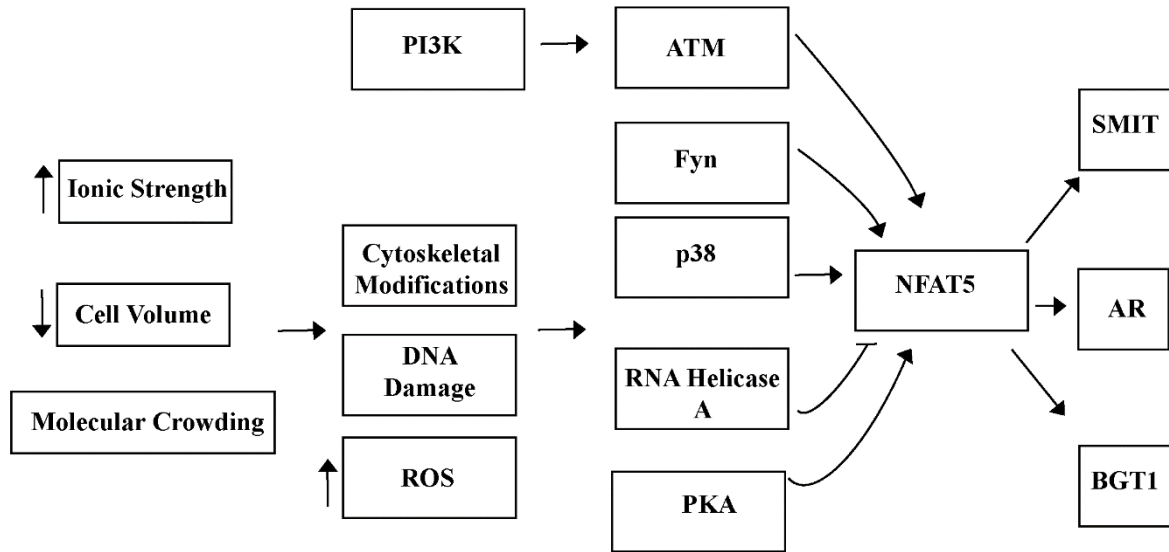 PI3K
ATM
SMIT
Fyn
Ionic Strength
Cytoskeletal
Modifications
p38
NFAT5
Cell Volume
AR
DNA
Damage
RNA Helicase
A
Molecular Crowding
ROS
BGT1
PKA